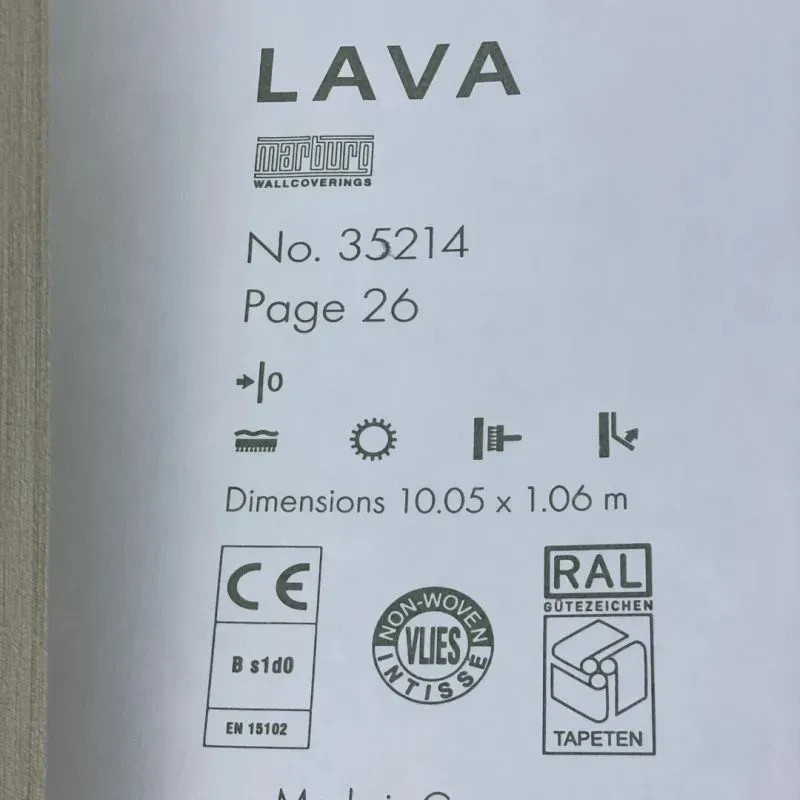 LAVA
marburg
WALLCOVERINGS
No. 35214
Page 26
0
Dimensions 10.05 x 1.06 m
CE
B s1d0
EN 15102
NON-WOVEN
VLIES
INTISSÉ
RAL
GÜTEZEICHEN
TAPETEN